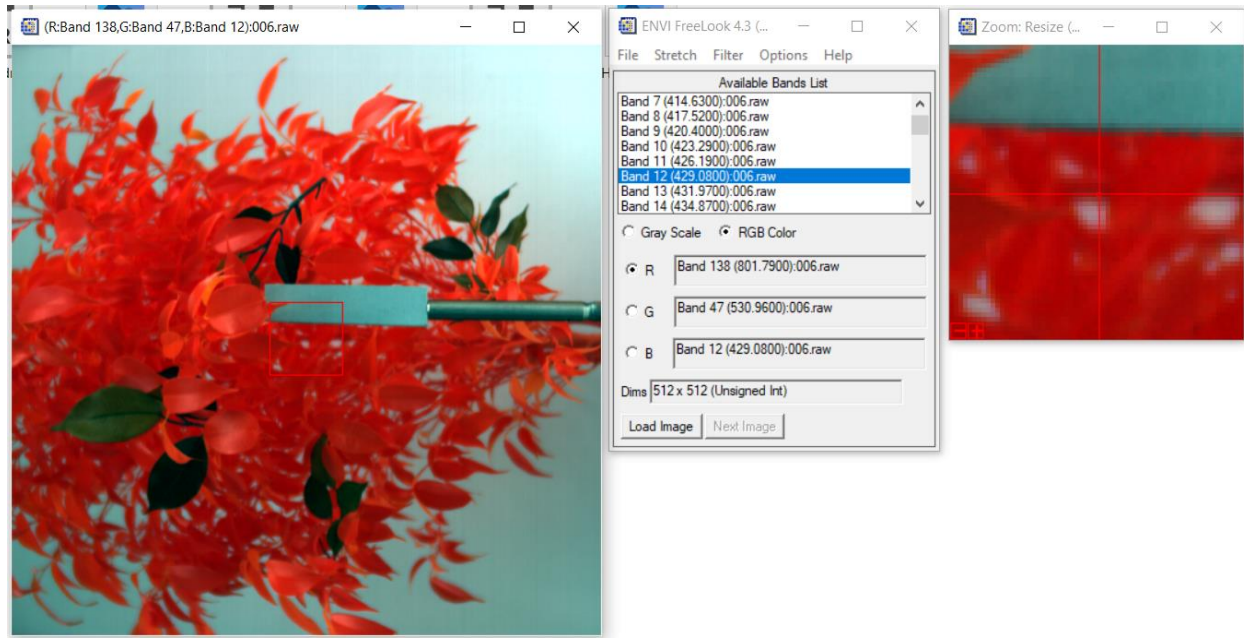 (R:Band 138,G:Band 47,B:Band 12):006.raw
ENVI FreeLook 4.3 (...
File Stretch Filter Options Help
Available Bands List
Band 7 (414.6300):006.raw
Band 8 (417.5200):006.raw
Band 9 (420.4000):006.raw
Band 10 (423.2900):006.raw
Band 11 (426.1900):006.raw
Band 12 (429.0800):006.raw
Band 13 (431.9700):006.raw
Band 14 (434.8700):006.raw
Gray Scale RGB Color
R Band 138 (801.7900):006.raw
G Band 47 (530.9600):006.raw
B Band 12 (429.0800):006.raw
Dims 512 x 512 (Unsigned Int)
Load Image Next Image
Zoom: Resize (...